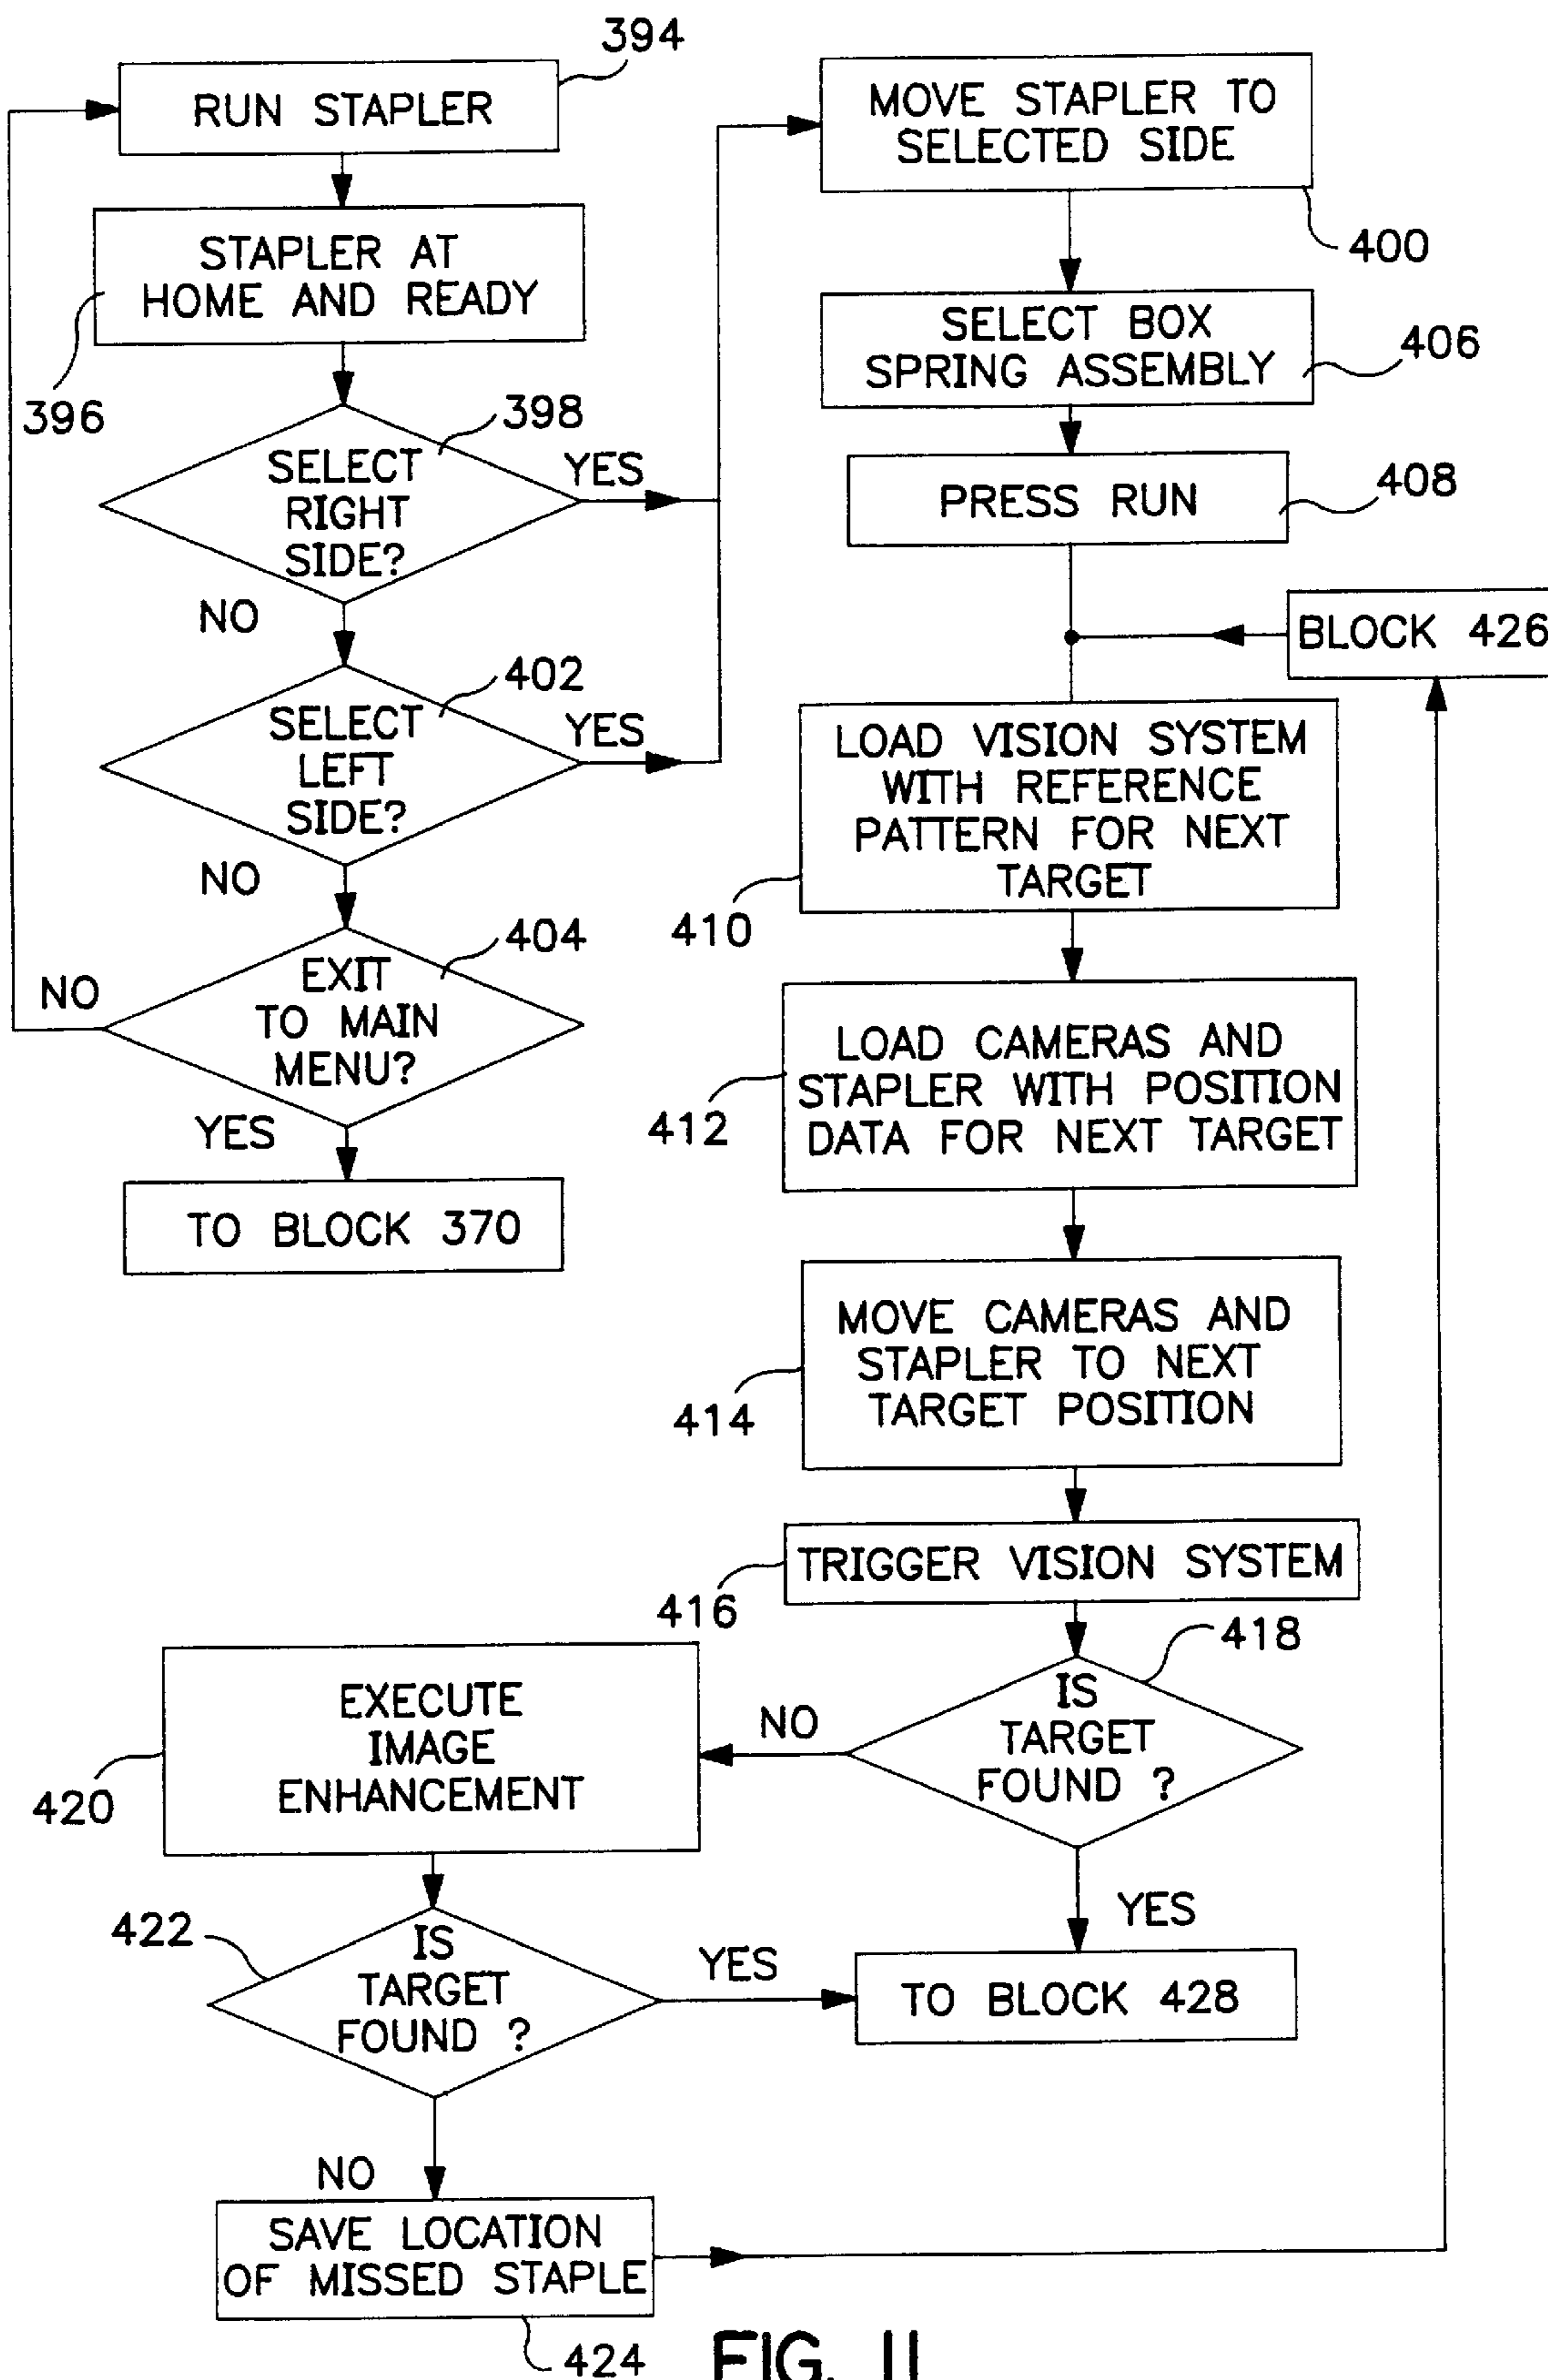 394
RUN STAPLER
STAPLER AT
HOME AND READY
396
398
SELECT
RIGHT
SIDE?
YES
NO
402
SELECT
LEFT
SIDE?
YES
NO
404
EXIT
TO MAIN
MENU?
NO
YES
TO BLOCK 370
MOVE STAPLER TO
SELECTED SIDE
400
SELECT BOX
SPRING ASSEMBLY
406
PRESS RUN
408
BLOCK 426
LOAD VISION SYSTEM
WITH REFERENCE
PATTERN FOR NEXT
TARGET
410
LOAD CAMERAS AND
STAPLER WITH POSITION
DATA FOR NEXT TARGET
412
MOVE CAMERAS AND
STAPLER TO NEXT
TARGET POSITION
414
TRIGGER VISION SYSTEM
416
418
IS
TARGET
FOUND ?
NO
YES
EXECUTE
IMAGE
ENHANCEMENT
420
422
IS
TARGET
FOUND ?
YES
TO BLOCK 428
NO
SAVE LOCATION
OF MISSED STAPLE
424
FIG. 11